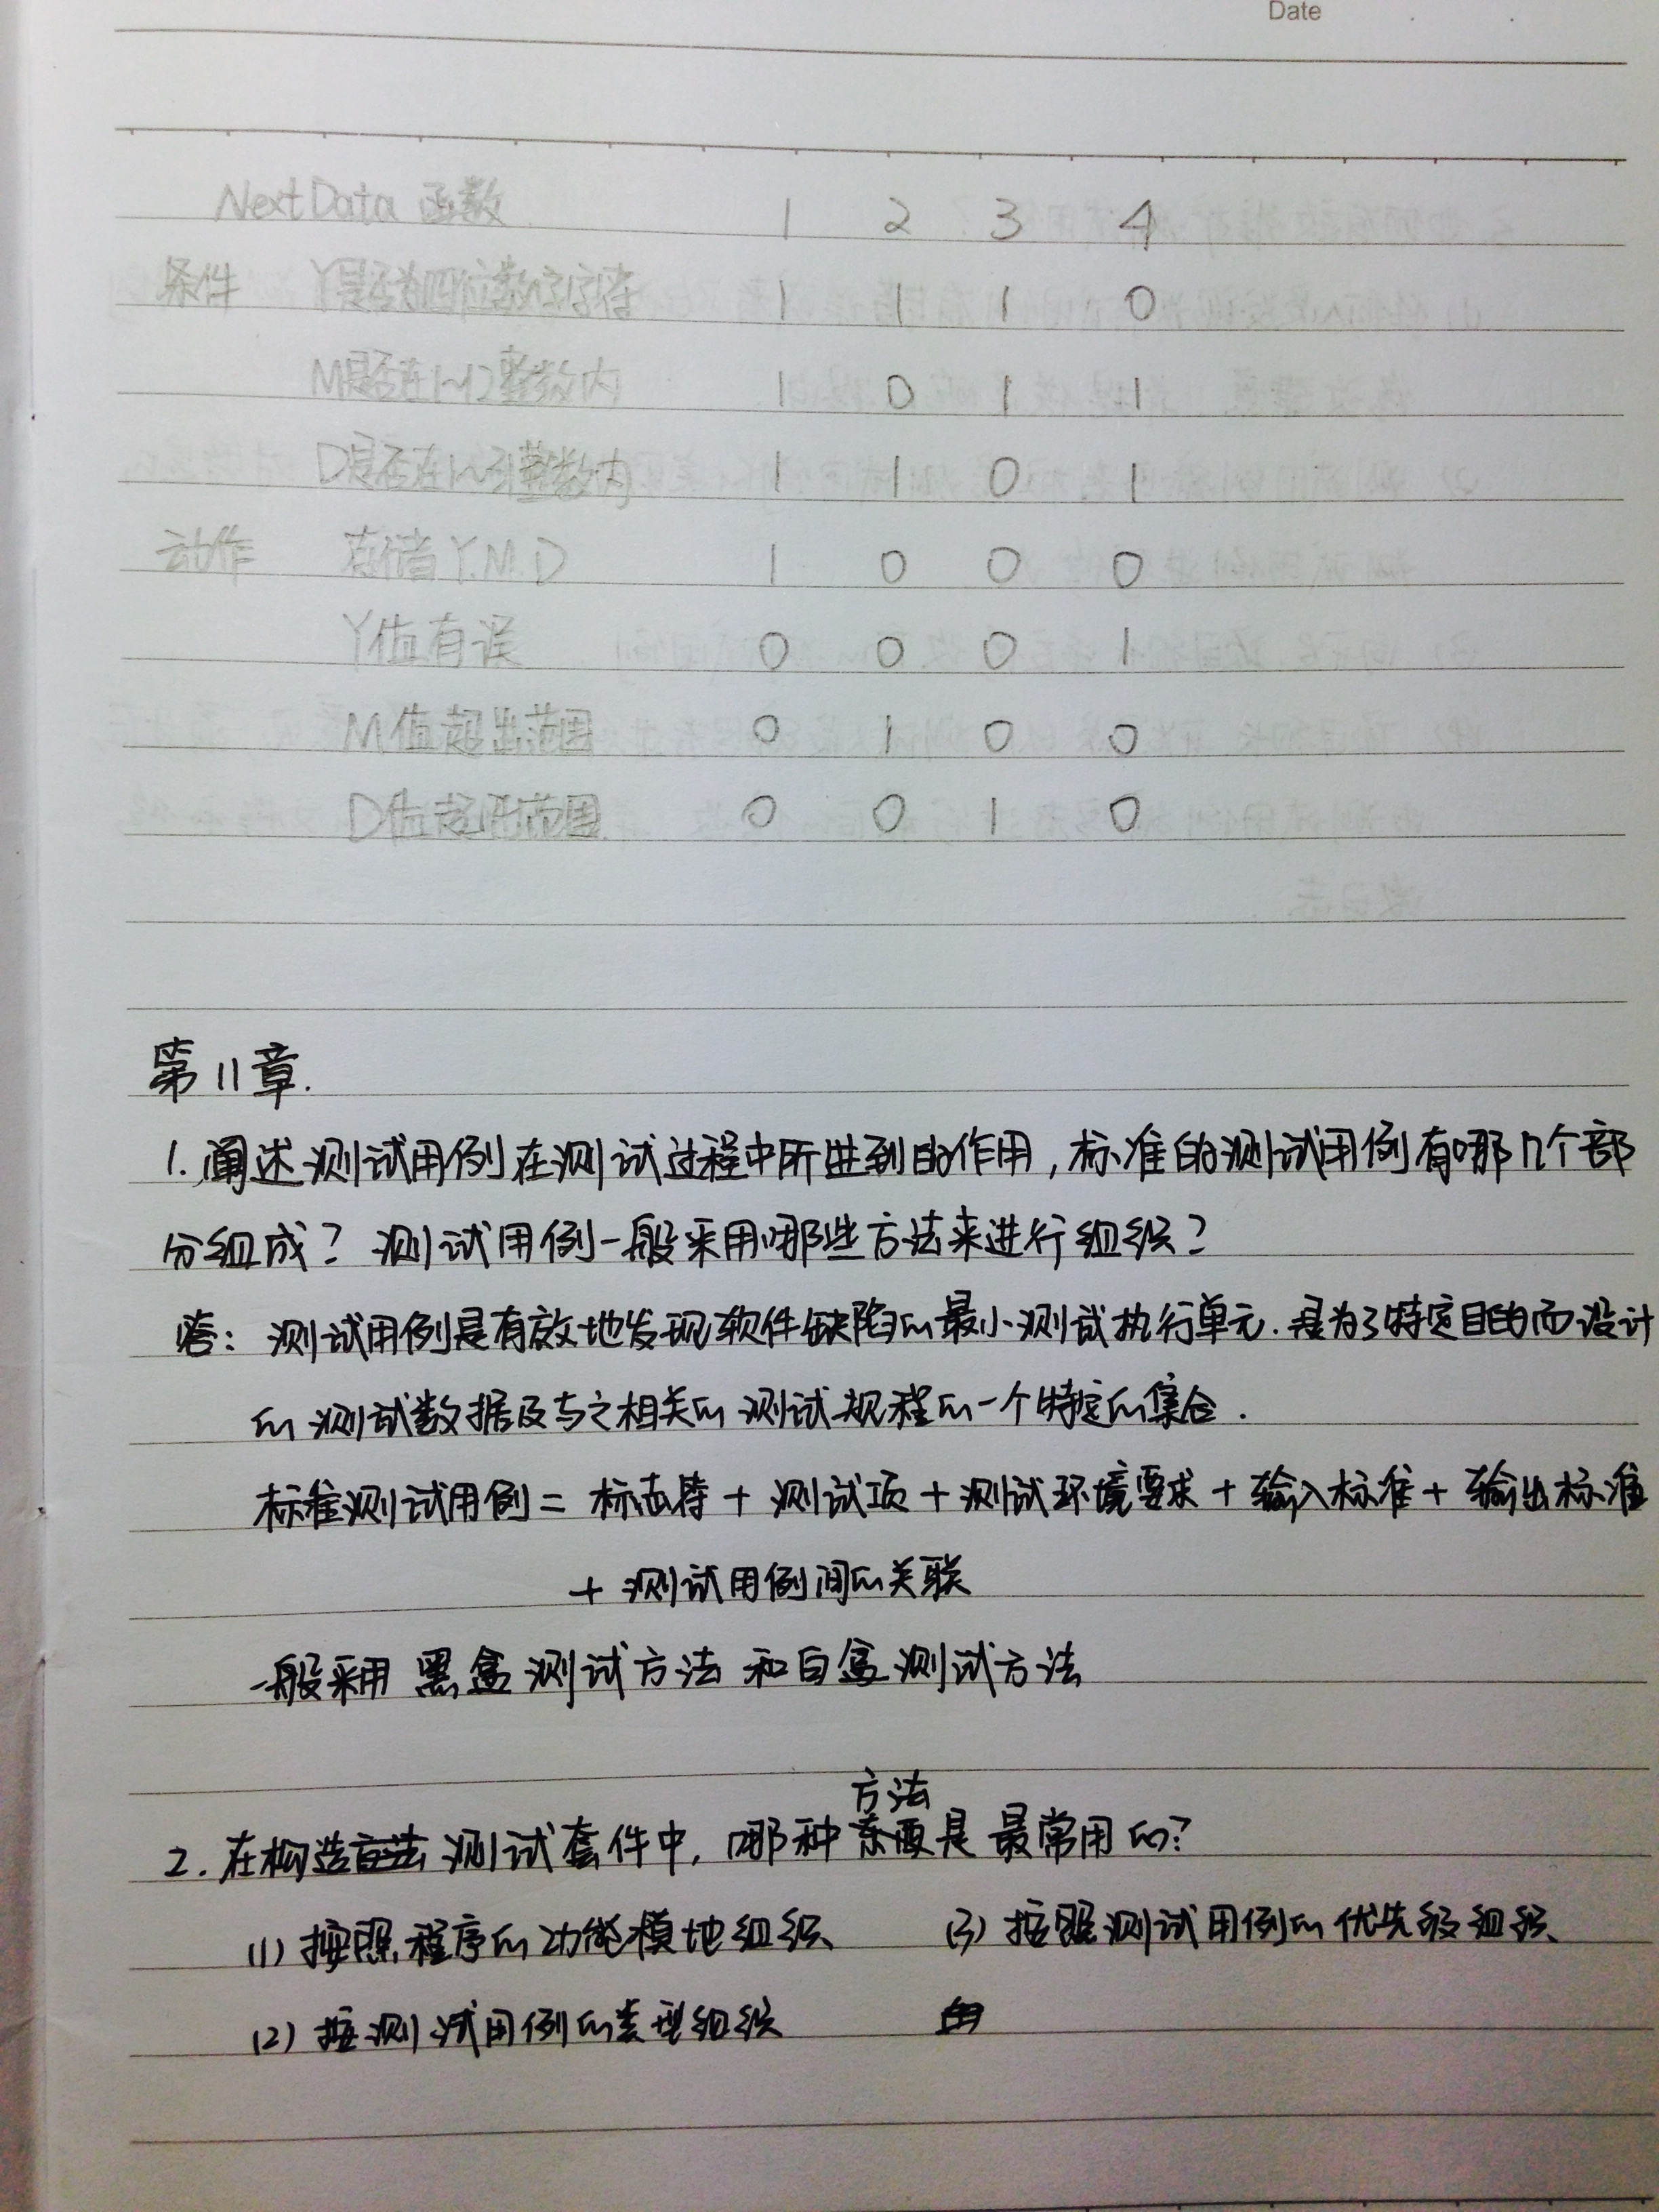 Date
NextData 函数 1 2 3 4
条件 Y是否为四位数字字符 1 1 1 0
M是否在1~12整数内 1 0 1 1
D是否在1~31整数内 1 1 0 1
动作 存储Y.M.D 1 0 0 0
Y值有误 0 0 0 1
M值超出范围 0 1 0 0
D值超出范围 0 0 1 0
第11章.
1.阐述测试用例在测试过程中所进到的作用,标准的测试用例有哪几个部
分组成?测试用例一般采用哪些方法来进行组织?
答:测试用例是有效地发现软件缺陷的最小测试执行单元.是为了特定目的而设计
的测试数据及与之相关的测试规程的一个特定的集合.
标准测试用例=标志符+测试项+测试环境要求+输入标准+输出标准
+测试用例间的关联
一般采用黑盒测试方法和白盒测试方法
方法
2.在构造测试套件中,哪种是最常用的?
(1)按照程序的功能模地组织 (3)按照测试用例的优先级组织
(2)按测试用例的类型组织